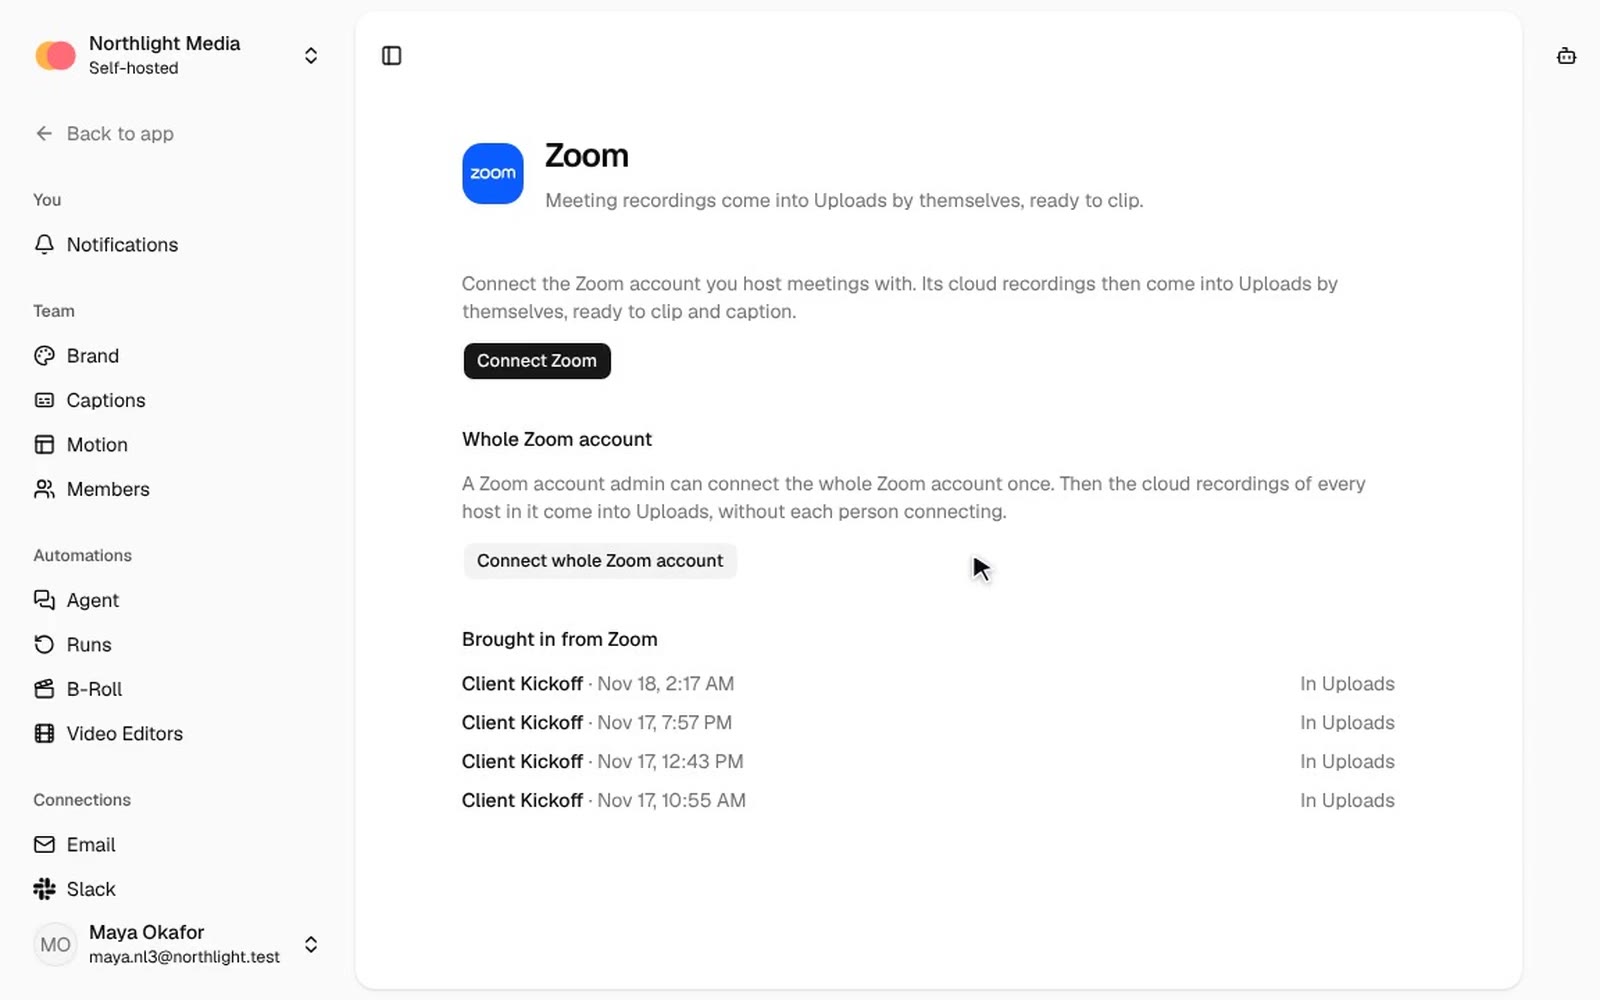 Northlight Media
Self-hosted
Back to app
You
Notifications
Team
Brand
Captions
Motion
Members
Automations
Agent
Runs
B-Roll
Video Editors
Connections
Email
Slack
MO
Maya Okafor
maya.nl3@northlight.test
zoom
Zoom
Meeting recordings come into Uploads by themselves, ready to clip.
Connect the Zoom account you host meetings with. Its cloud recordings then come into Uploads by
themselves, ready to clip and caption.
Connect Zoom
Whole Zoom account
A Zoom account admin can connect the whole Zoom account once. Then the cloud recordings of every
host in it come into Uploads, without each person connecting.
Connect whole Zoom account
Brought in from Zoom
Client Kickoff · Nov 18, 2:17 AM In Uploads
Client Kickoff · Nov 17, 7:57 PM In Uploads
Client Kickoff · Nov 17, 12:43 PM In Uploads
Client Kickoff · Nov 17, 10:55 AM In Uploads